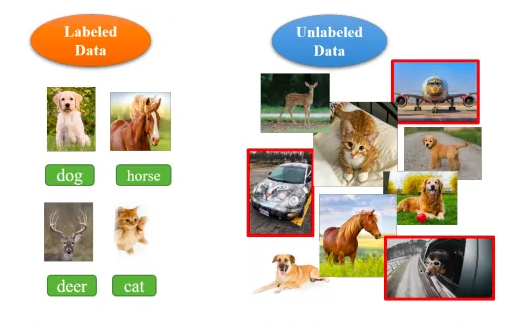 Labeled
Data
Unlabeled
Data
dog
horse
deer
cat